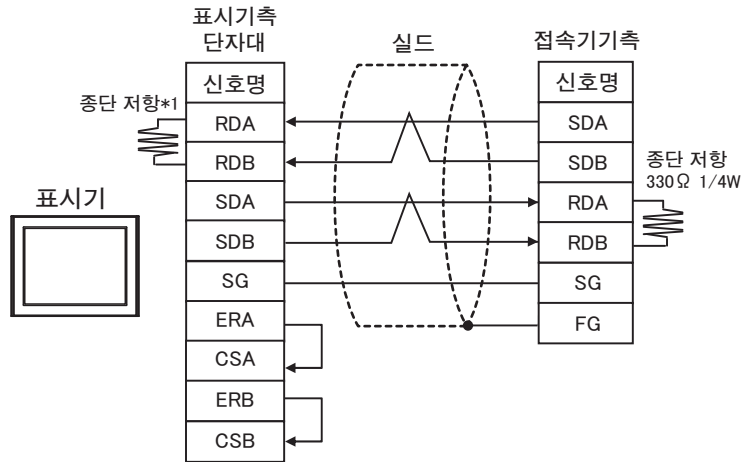 표시기측
단자대
실드
접속기기측
신호명
신호명
종단 저항*1
RDA
SDA
RDB
SDB
종단 저항
330Ω 1/4W
표시기
SDA
RDA
SDB
RDB
SG
SG
ERA
FG
CSA
ERB
CSB